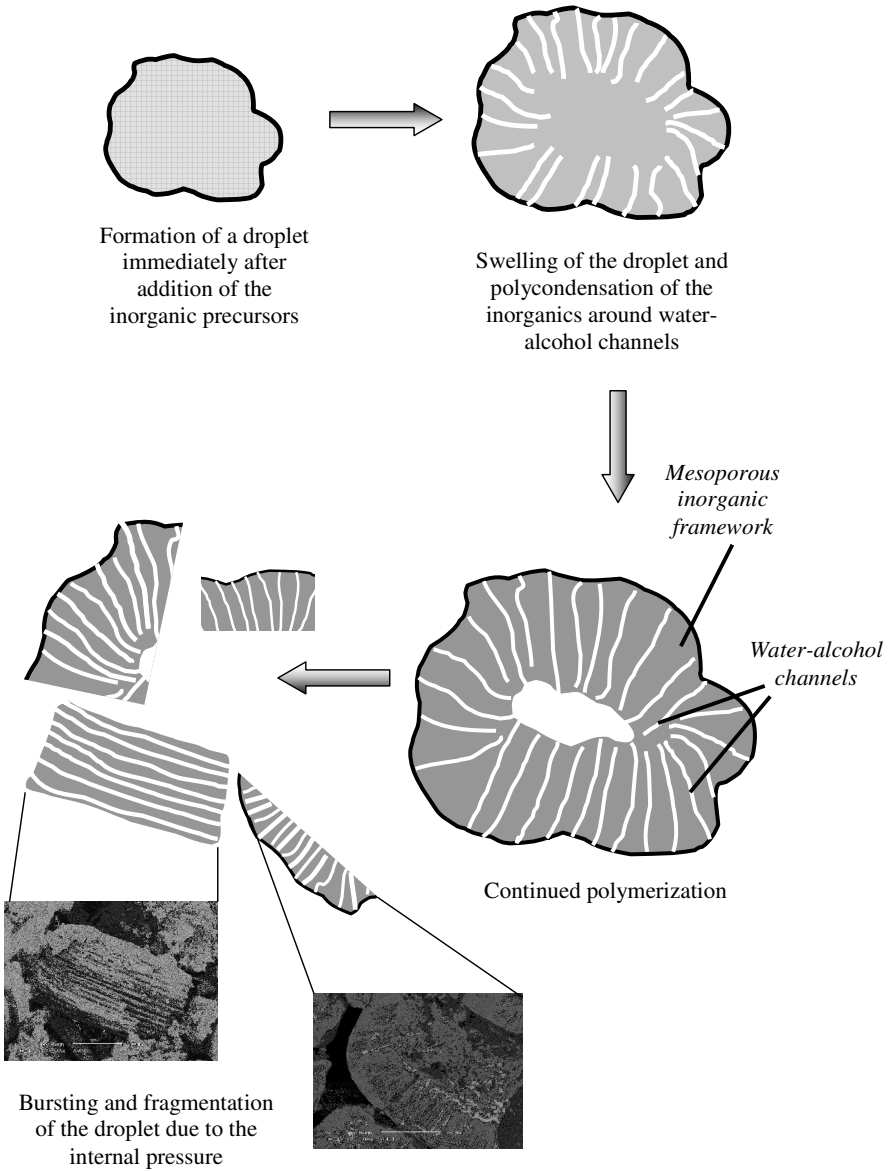 Formation of a droplet
immediately after
addition of the
inorganic precursors
Swelling of the droplet and
polycondensation of the
inorganics around water-
alcohol channels
Mesoporous
inorganic
framework
Water-alcohol
channels
Continued polymerization
Bursting and fragmentation
of the droplet due to the
internal pressure